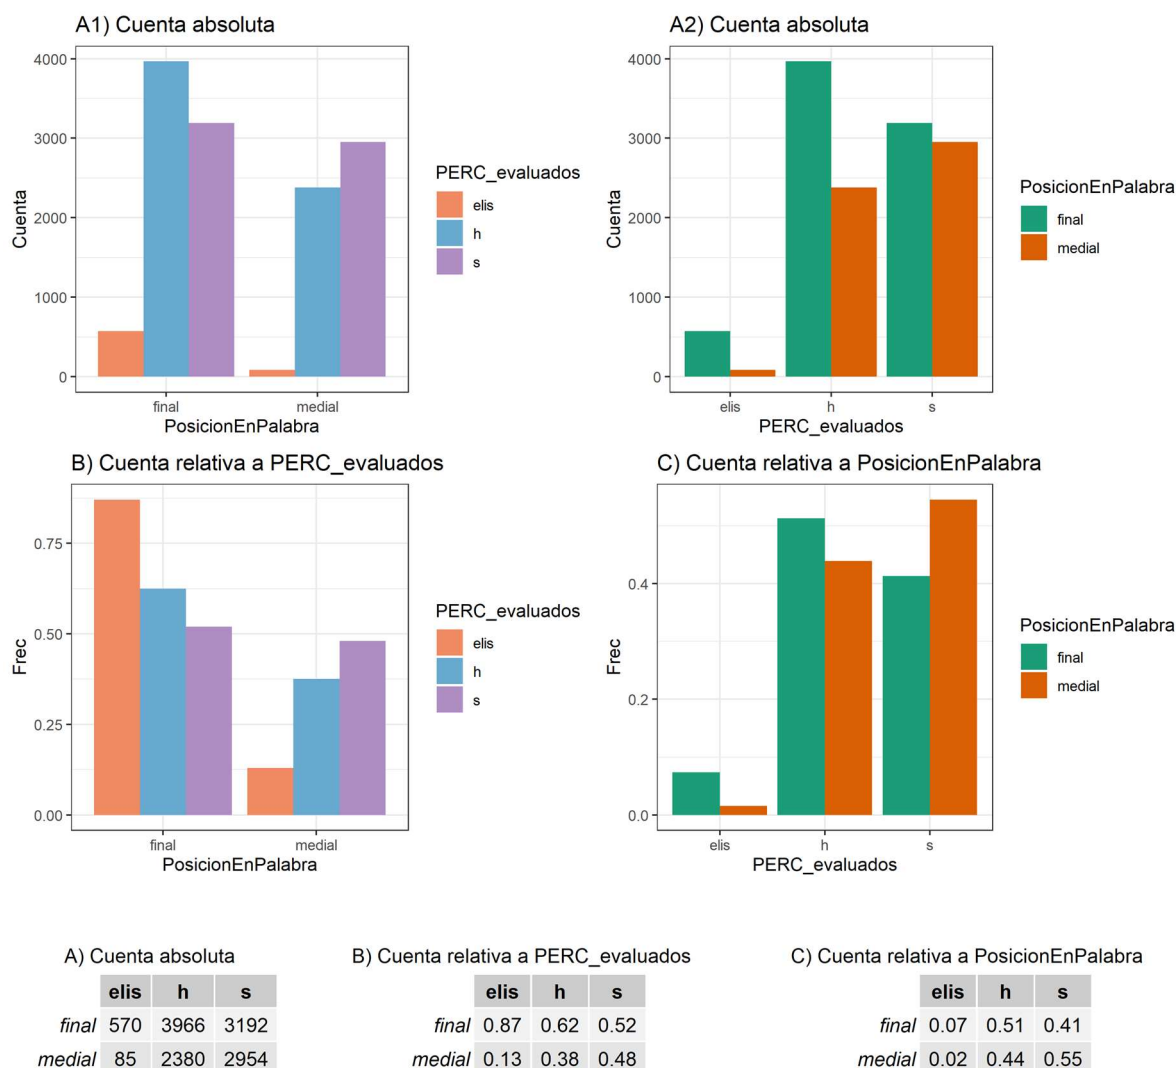 A1) Cuenta absoluta
4000
3000
2000
1000
0
Cuenta
final medial
PosicionEnPalabra
PERC_evaluados
elis
h
s
A2) Cuenta absoluta
4000
3000
2000
1000
0
Cuenta
elis h s
PERC_evaluados
PosicionEnPalabra
final
medial
B) Cuenta relativa a PERC_evaluados
0.75
0.50
0.25
0.00
Frec
final medial
PosicionEnPalabra
PERC_evaluados
elis
h
s
C) Cuenta relativa a PosicionEnPalabra
0.4
0.2
0.0
Frec
elis h s
PERC_evaluados
PosicionEnPalabra
final
medial
A) Cuenta absoluta
elis h s
final 570 3966 3192
medial 85 2380 2954
B) Cuenta relativa a PERC_evaluados
elis h s
final 0.87 0.62 0.52
medial 0.13 0.38 0.48
C) Cuenta relativa a PosicionEnPalabra
elis h s
final 0.07 0.51 0.41
medial 0.02 0.44 0.55